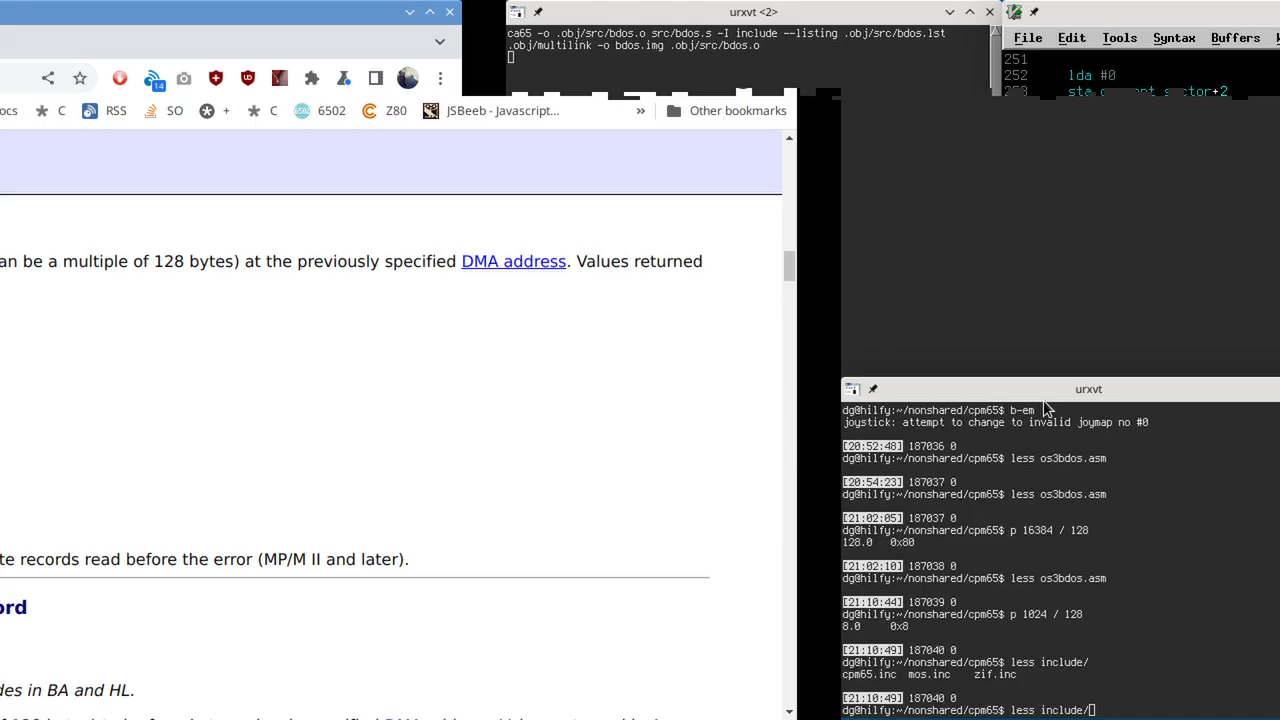 urxvt <2>
ca65 -o .obj/src/bdos.o src/bdos.s -I include --listing .obj/src/bdos.lst
.obj/multilink -o bdos.img .obj/src/bdos.o
File Edit Tools Syntax Buffers
251
252 lda #0
253 sta current_sector+2
14
ocs C RSS SO + C 6502 Z80 JSBeeb - Javascript... » Other bookmarks
an be a multiple of 128 bytes) at the previously specified DMA address. Values returned
te records read before the error (MP/M II and later).
ord
des in BA and HL.
urxvt
dg@hilfy:~/nonshared/cpm65$ b-em
joystick: attempt to change to invalid joymap no #0
[20:52:48] 187036 0
dg@hilfy:~/nonshared/cpm65$ less os3bdos.asm
[20:54:23] 187037 0
dg@hilfy:~/nonshared/cpm65$ less os3bdos.asm
[21:02:05] 187037 0
dg@hilfy:~/nonshared/cpm65$ p 16384 / 128
128.0 0x80
[21:02:10] 187038 0
dg@hilfy:~/nonshared/cpm65$ less os3bdos.asm
[21:10:44] 187039 0
dg@hilfy:~/nonshared/cpm65$ p 1024 / 128
8.0 0x8
[21:10:49] 187040 0
dg@hilfy:~/nonshared/cpm65$ less include/
cpm65.inc mos.inc zif.inc
[21:10:49] 187040 0
dg@hilfy:~/nonshared/cpm65$ less include/